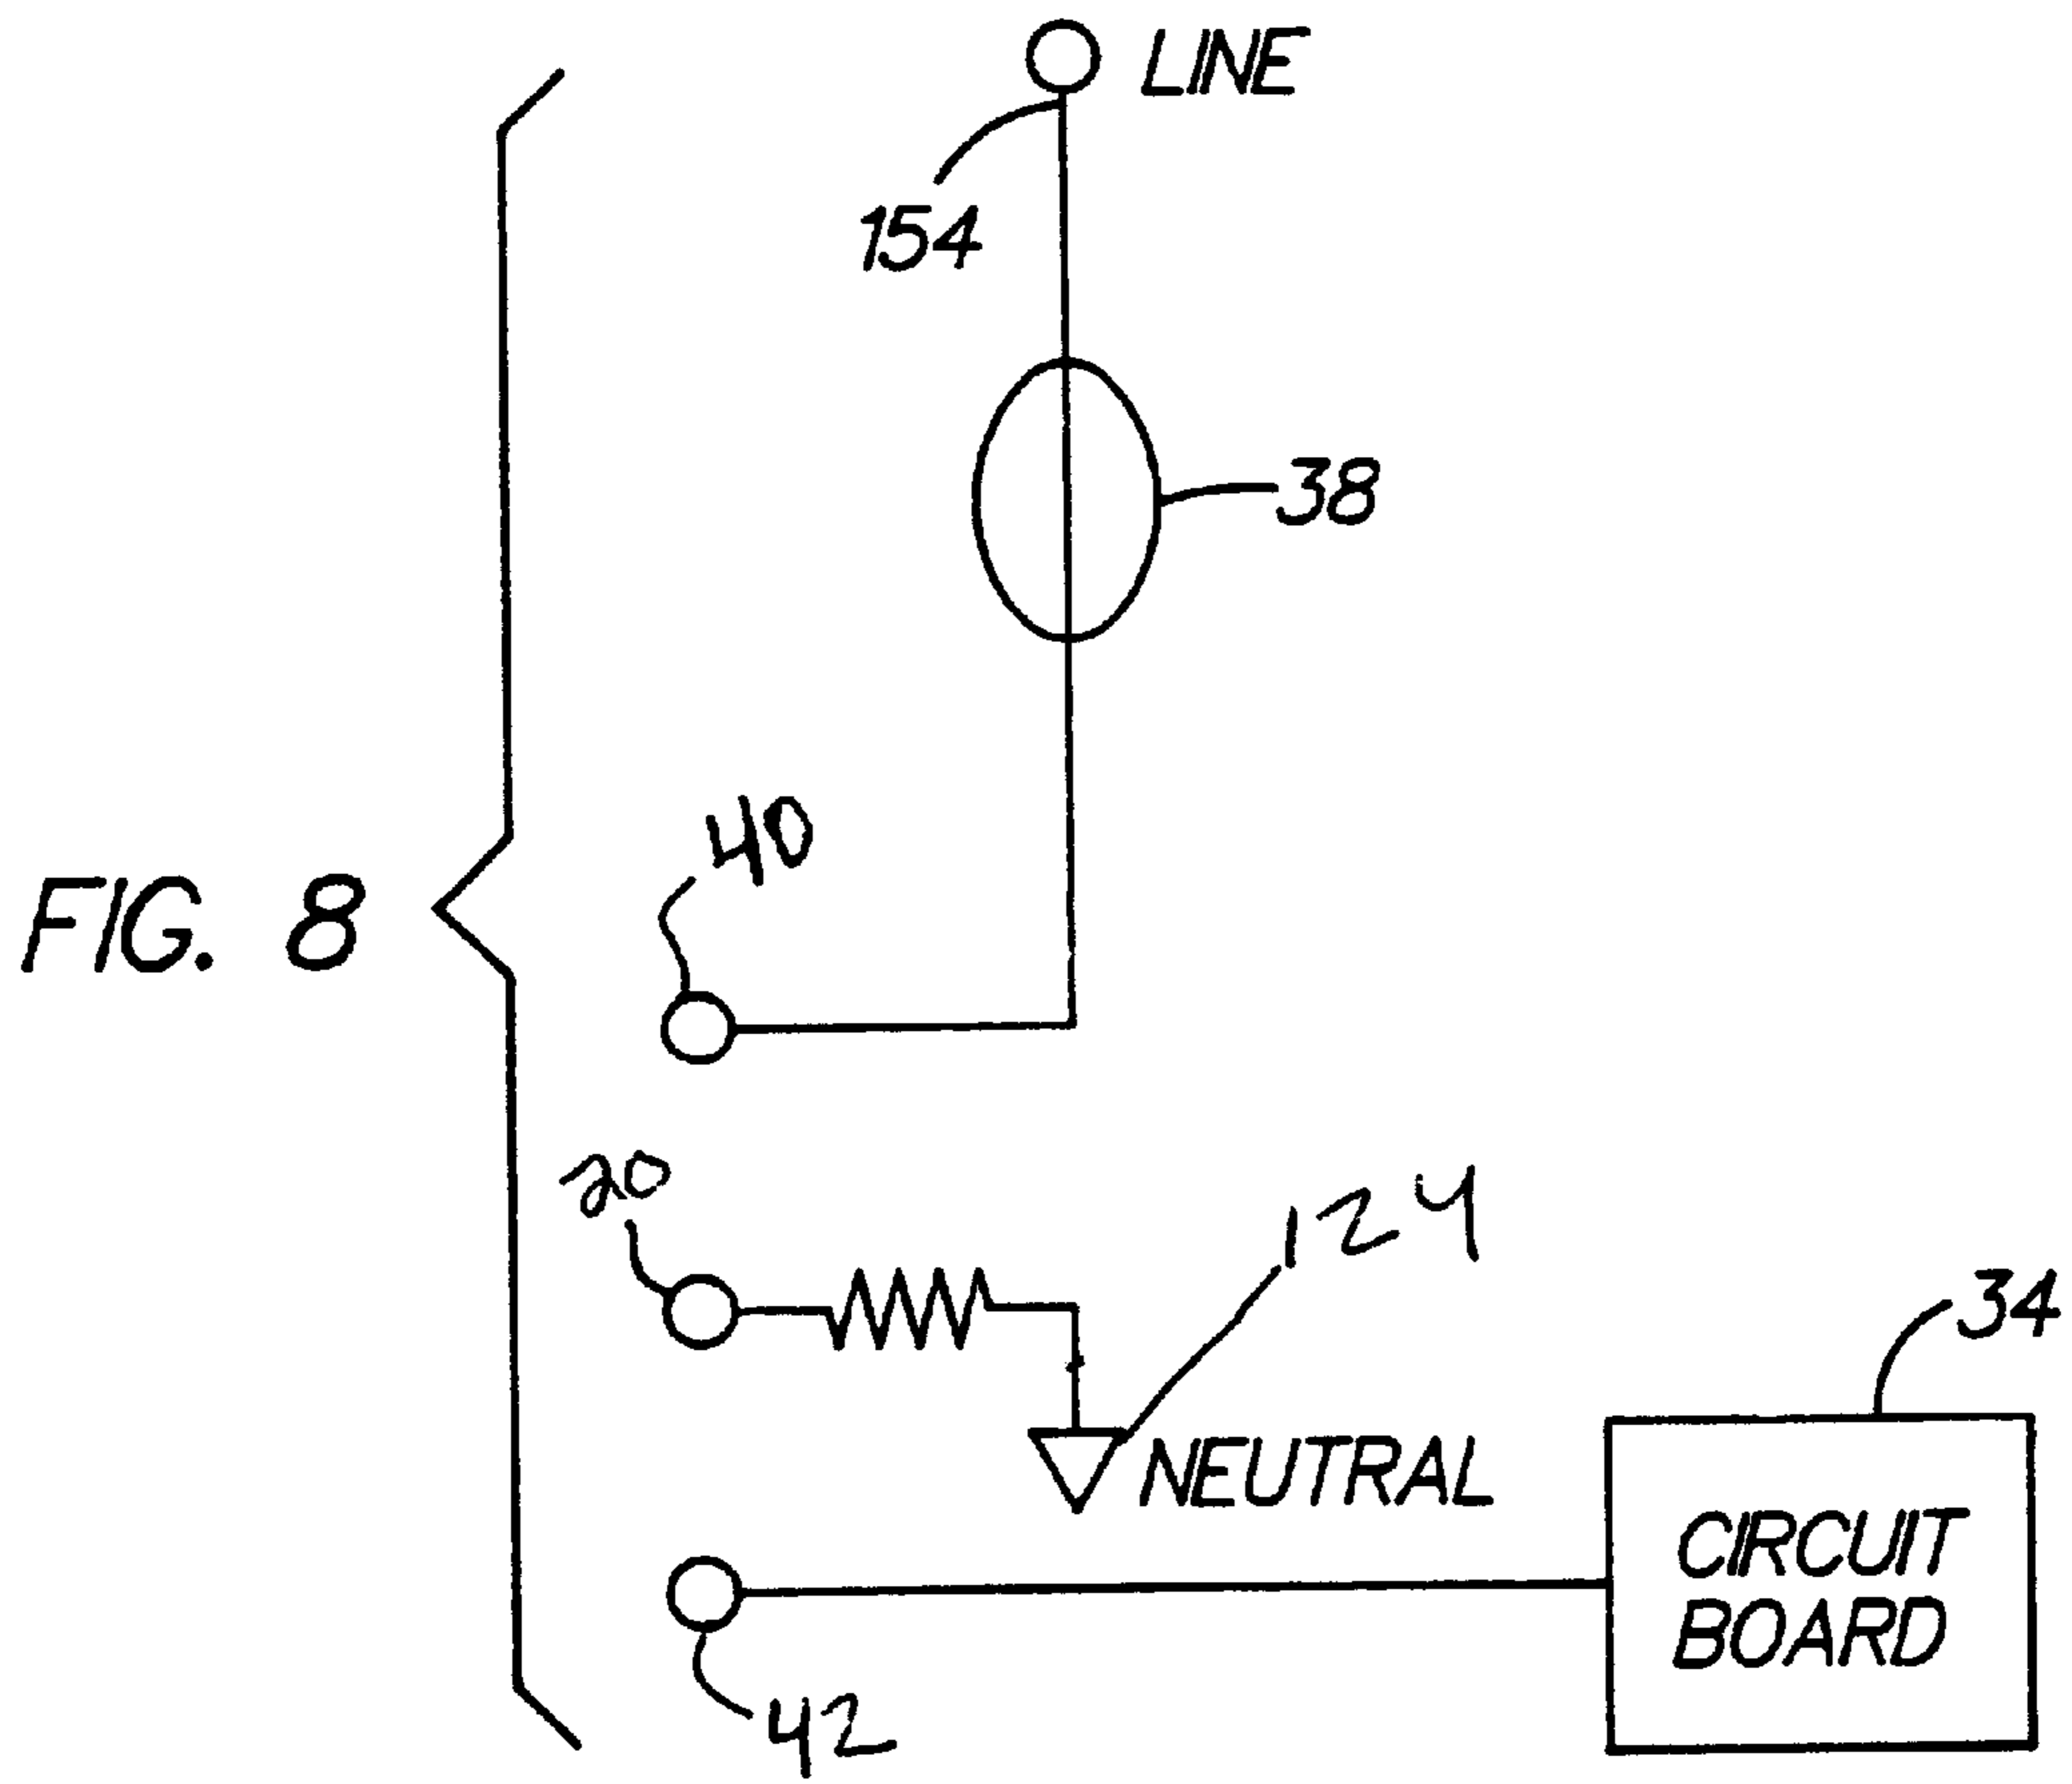 LINE
154
38
40
FIG. 8
20
124
34
NEUTRAL
CIRCUIT
BOARD
42